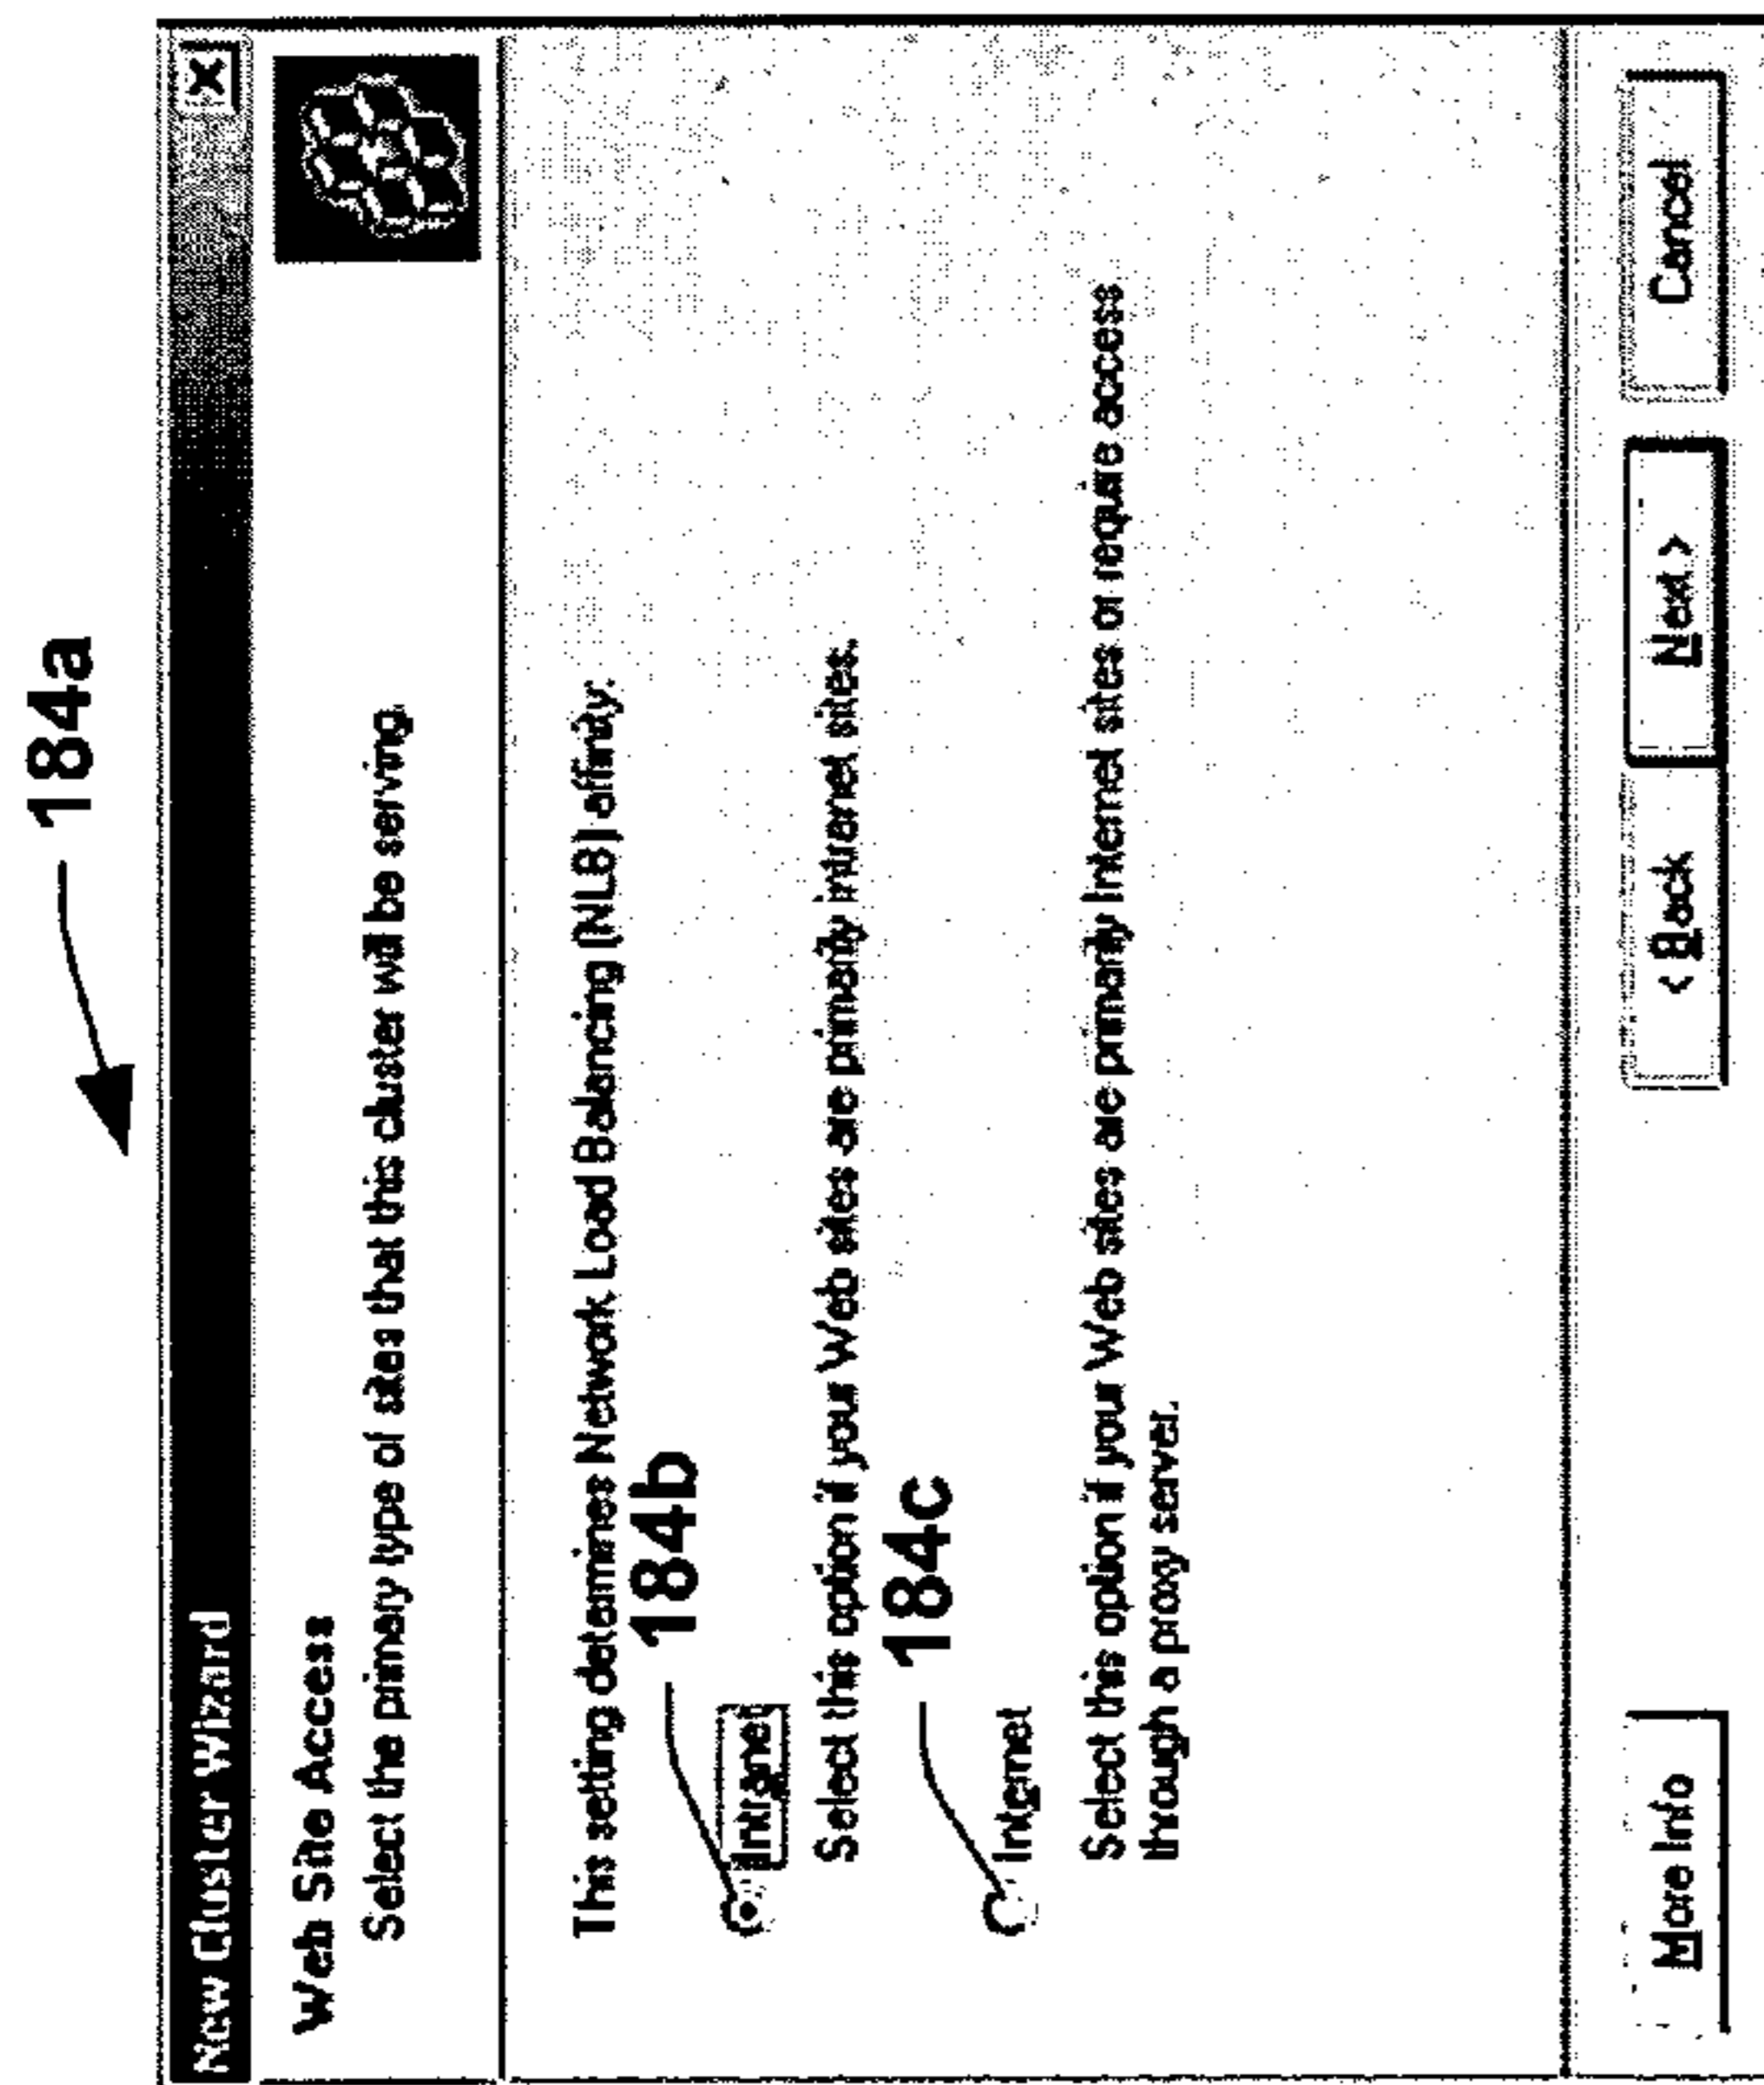 184a
New Cluster Wizard
Web Site Access
Select the primary type of sites that this cluster will be serving.
This setting determines Network Load Balancing (NLB) affinity.
184b
Intranet
Select this option if your Web sites are primarily intranet sites.
184c
Internet
Select this option if your Web sites are primarily Internet sites or require access
through a proxy server.
More Info
< Back
Next >
Cancel